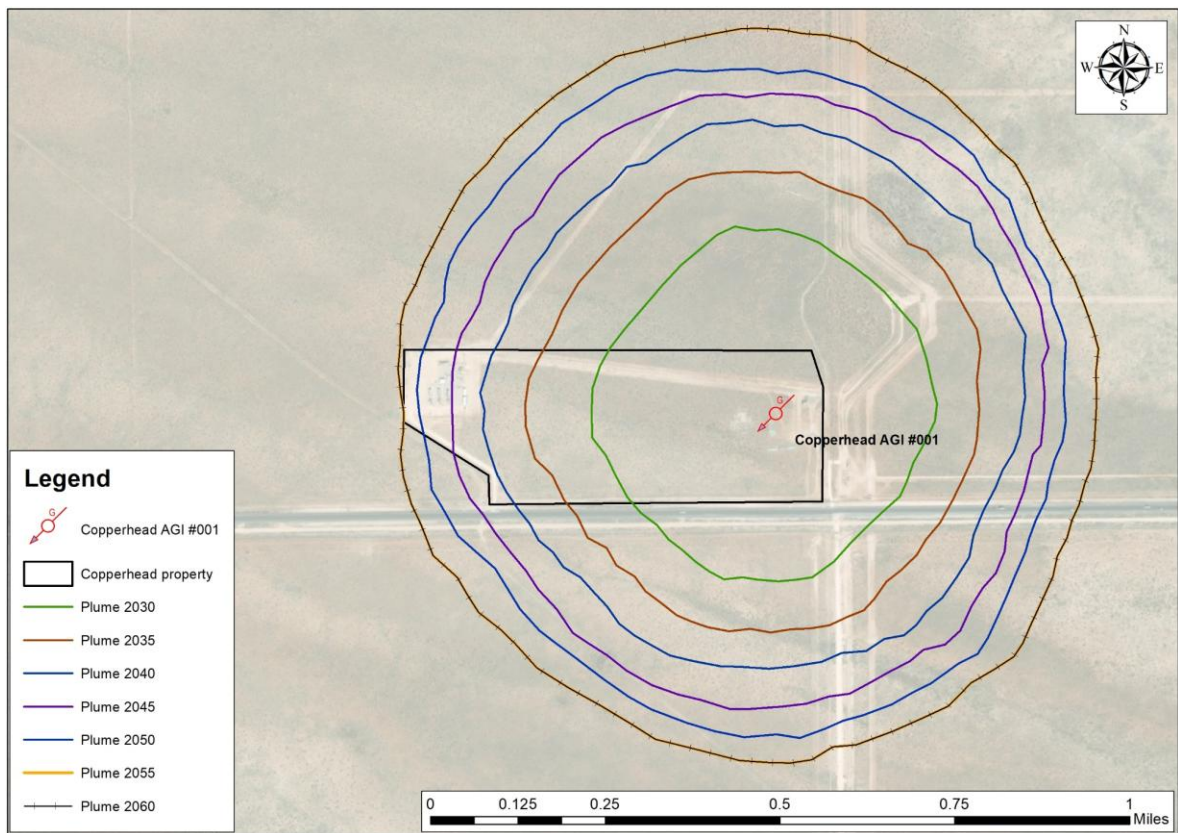 N
W E
S
G
Copperhead AGI #001
Legend
G
Copperhead AGI #001
Copperhead property
Plume 2030
Plume 2035
Plume 2040
Plume 2045
Plume 2050
Plume 2055
Plume 2060
0 0.125 0.25 0.5 0.75 1
Miles